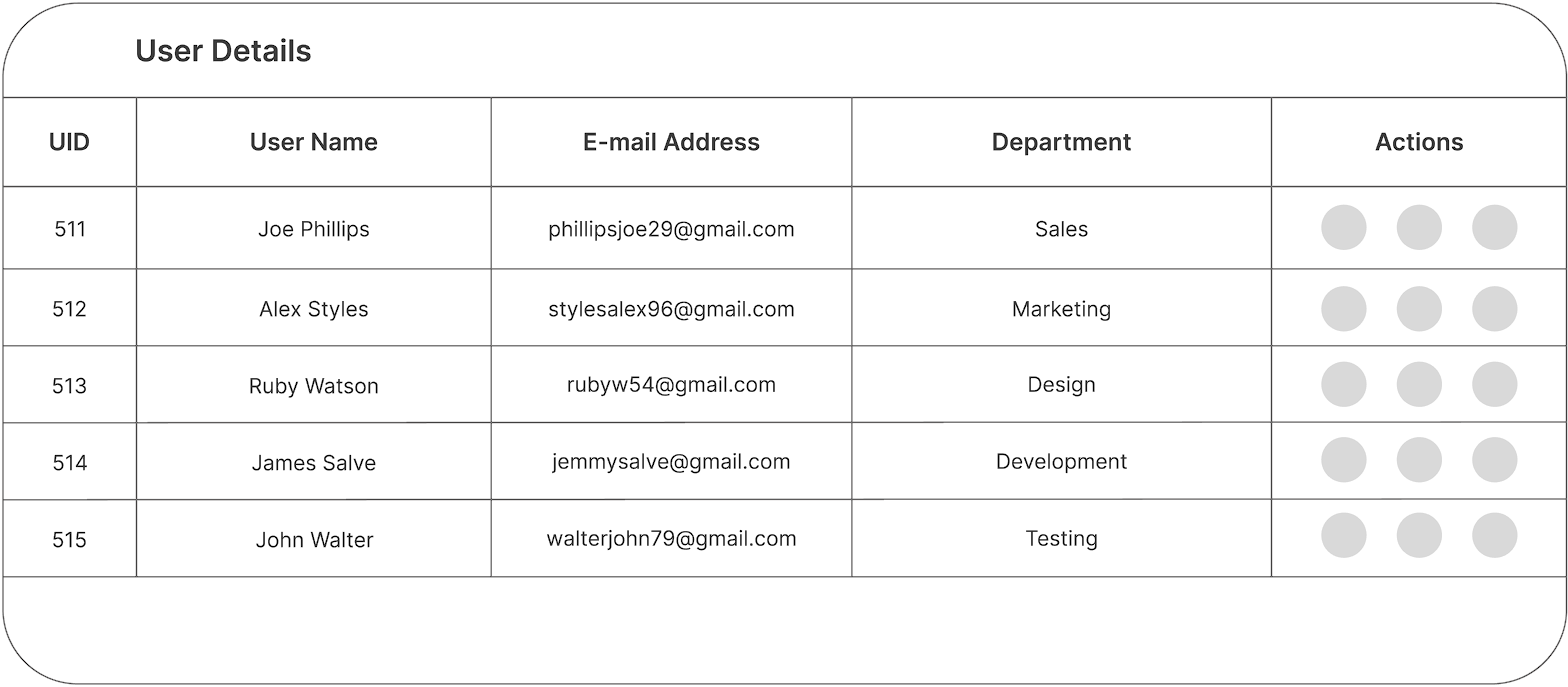 User Details
UID User Name E-mail Address Department Actions
511 Joe Phillips phillipsjoe29@gmail.com Sales
512 Alex Styles stylesalex96@gmail.com Marketing
513 Ruby Watson rubyw54@gmail.com Design
514 James Salve jemmysalve@gmail.com Development
515 John Walter walterjohn79@gmail.com Testing